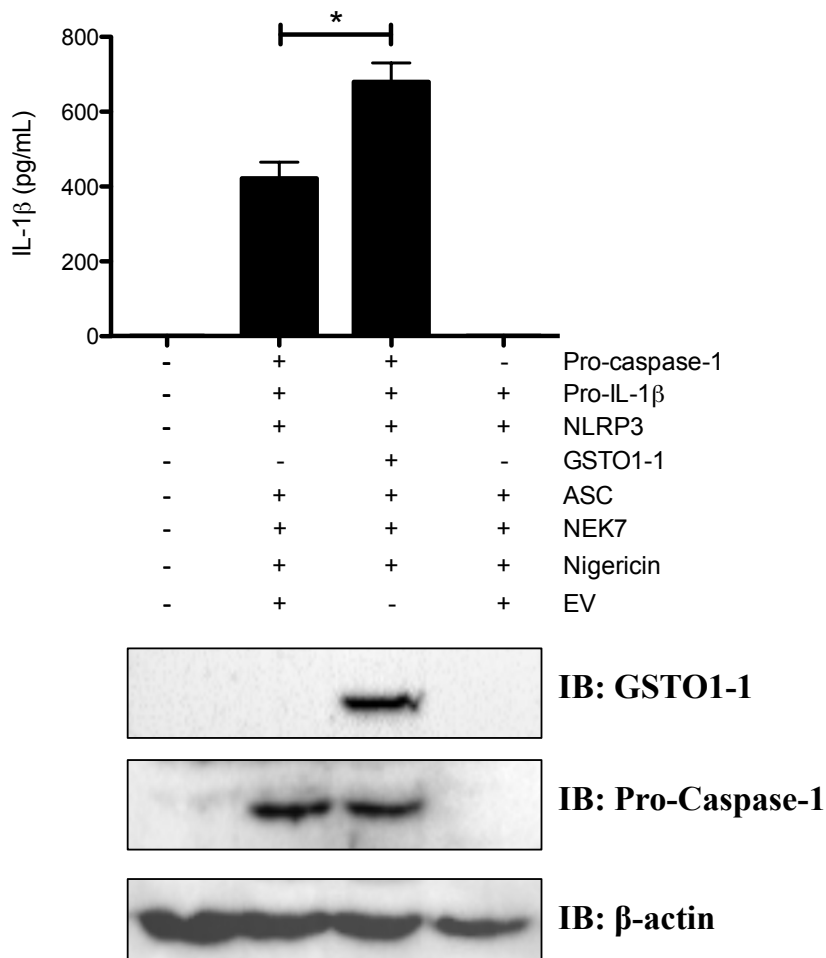 *
800
600
400
200
0
IL-1β (pg/mL)
- + + - Pro-caspase-1
- + + + Pro-IL-1β
- + + + NLRP3
- - + - GSTO1-1
- + + + ASC
- + + + NEK7
- + + + Nigericin
- + - + EV
IB: GSTO1-1
IB: Pro-Caspase-1
IB: β-actin